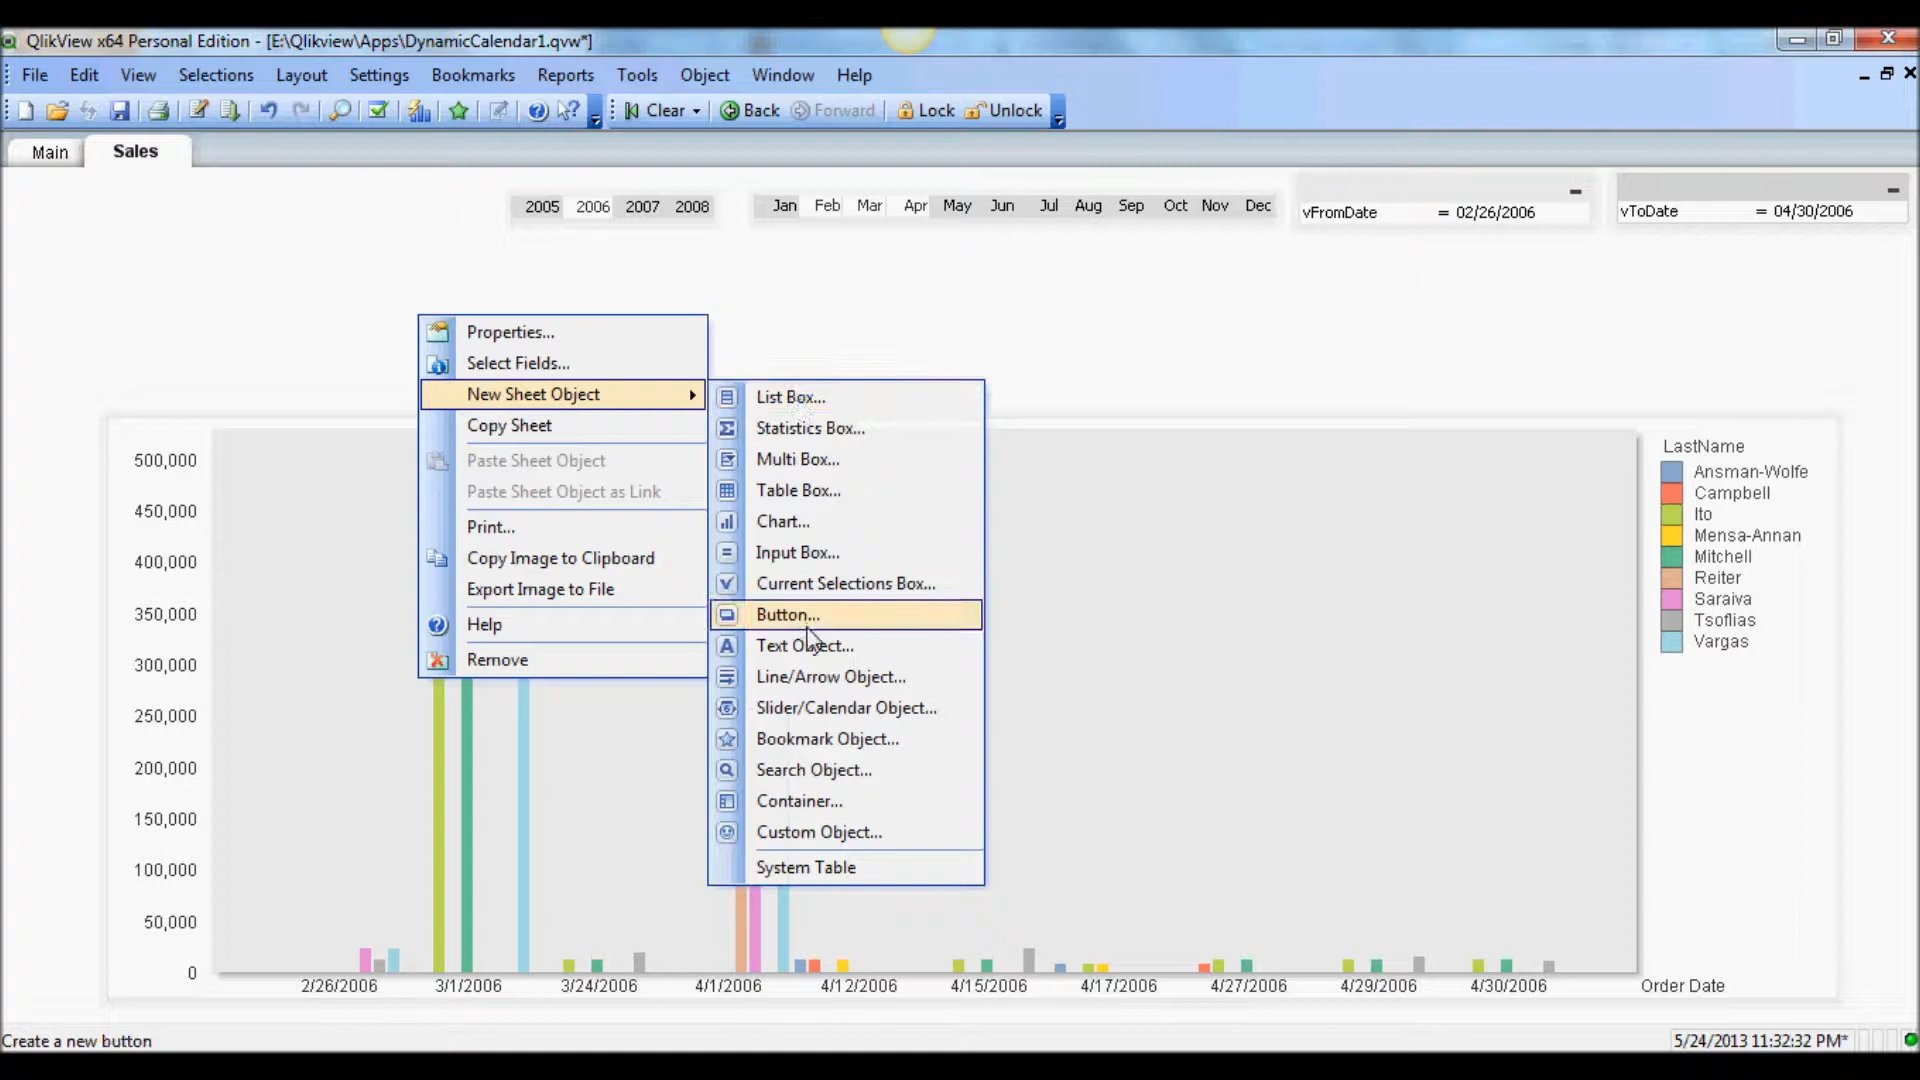 QlikView x64 Personal Edition - [E:\Qlikview\Apps\DynamicCalendar1.qvw*]
File Edit View Selections Layout Settings Bookmarks Reports Tools Object Window Help
Clear Back Forward Lock Unlock
Main Sales
2005 2006 2007 2008 Jan Feb Mar Apr May Jun Jul Aug Sep Oct Nov Dec
vFromDate = 02/26/2006
vToDate = 04/30/2006
Properties...
Select Fields...
New Sheet Object
Copy Sheet
Paste Sheet Object
Paste Sheet Object as Link
Print...
Copy Image to Clipboard
Export Image to File
Help
Remove
List Box...
Statistics Box...
Multi Box...
Table Box...
Chart...
Input Box...
Current Selections Box...
Button...
Text Object...
Line/Arrow Object...
Slider/Calendar Object...
Bookmark Object...
Search Object...
Container...
Custom Object...
System Table
500,000
450,000
400,000
350,000
300,000
250,000
200,000
150,000
100,000
50,000
0
2/26/2006 3/1/2006 3/24/2006 4/1/2006 4/12/2006 4/15/2006 4/17/2006 4/27/2006 4/29/2006 4/30/2006 Order Date
LastName
Ansman-Wolfe
Campbell
Ito
Mensa-Annan
Mitchell
Reiter
Saraiva
Tsoflias
Vargas
Create a new button
5/24/2013 11:32:32 PM*